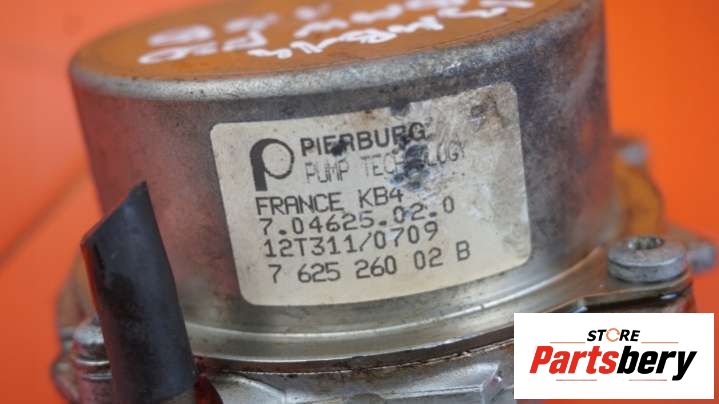 PIERBURG
PUMP TECHNOLOGY
FRANCE KB4
7.04625.02.0
12T311/0709
7 625 260 02 B
STORE
Partsbery